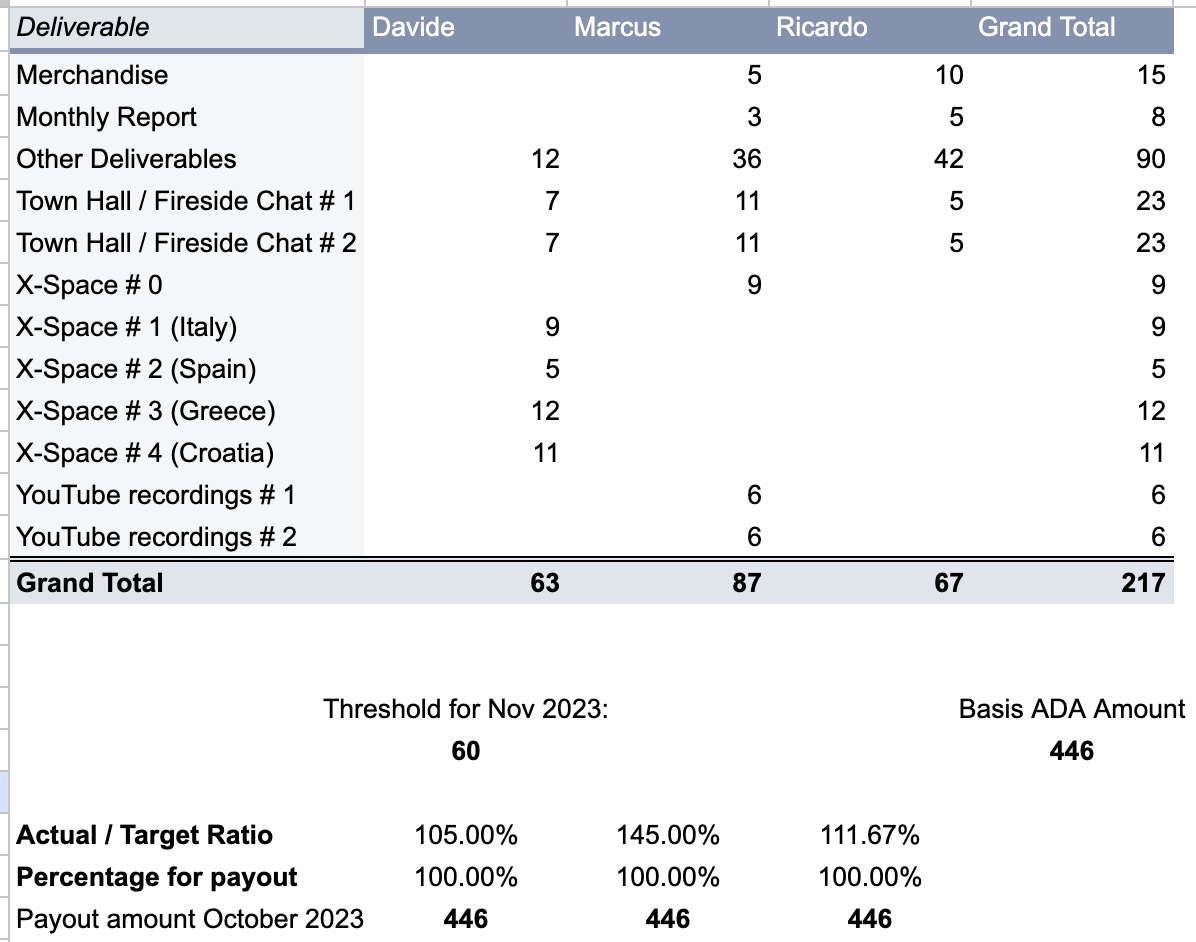 Deliverable Davide Marcus Ricardo Grand Total
Merchandise 5 10 15
Monthly Report 3 5 8
Other Deliverables 12 36 42 90
Town Hall / Fireside Chat # 1 7 11 5 23
Town Hall / Fireside Chat # 2 7 11 5 23
X-Space # 0 9 9
X-Space # 1 (Italy) 9 9
X-Space # 2 (Spain) 5 5
X-Space # 3 (Greece) 12 12
X-Space # 4 (Croatia) 11 11
YouTube recordings # 1 6 6
YouTube recordings # 2 6 6
Grand Total 63 87 67 217
Threshold for Nov 2023: Basis ADA Amount
60 446
Actual / Target Ratio 105.00% 145.00% 111.67%
Percentage for payout 100.00% 100.00% 100.00%
Payout amount October 2023 446 446 446